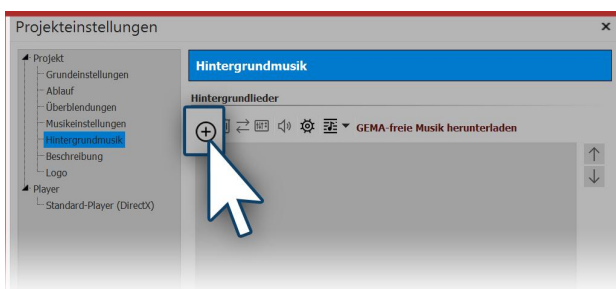 Projekteinstellungen
Projekt
Grundeinstellungen
Ablauf
Überblendungen
Musikeinstellungen
Hintergrundmusik
Beschreibung
Logo
Player
Standard-Player (DirectX)
Hintergrundmusik
Hintergrundlieder
GEMA-freie Musik herunterladen